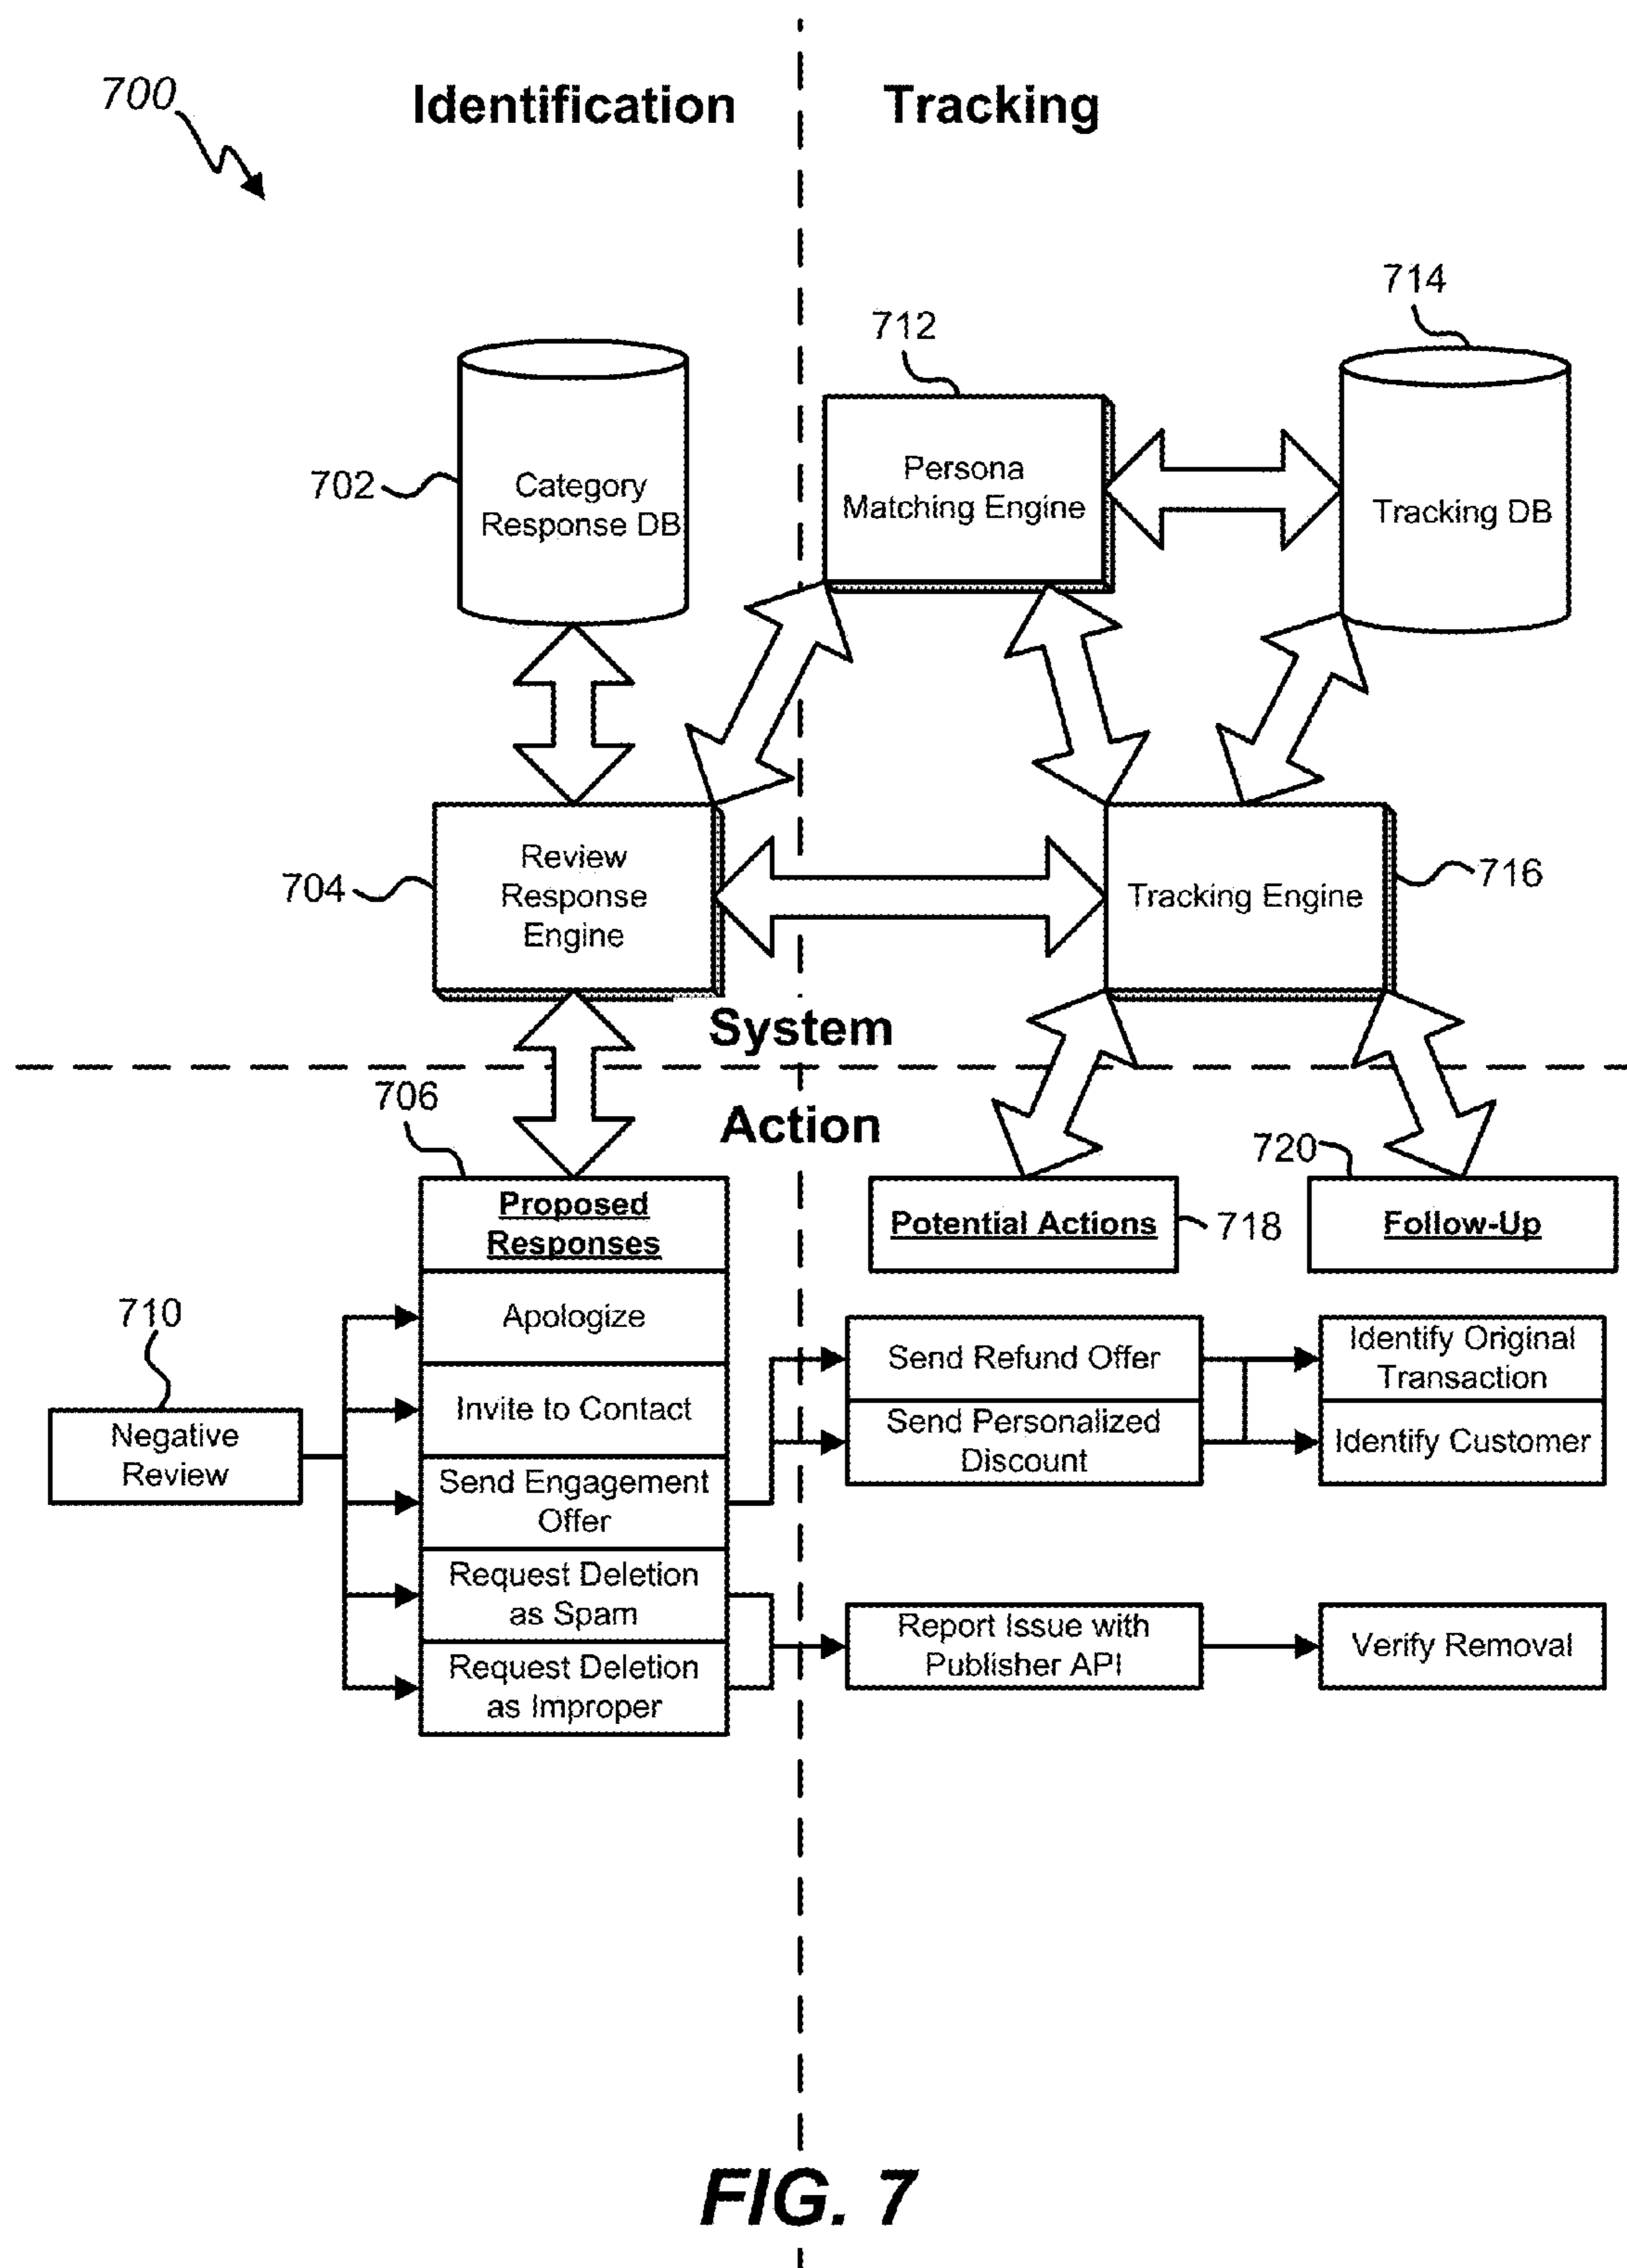 700
Identification
Tracking
714
712
702
Category
Response DB
Persona
Matching Engine
Tracking DB
704
Review
Response
Engine
Tracking Engine
716
System
Action
706
720
Proposed
Responses
Potential Actions
718
Follow-Up
710
Negative
Review
Apologize
Invite to Contact
Send Engagement
Offer
Request Deletion
as Spam
Request Deletion
as Improper
Send Refund Offer
Send Personalized
Discount
Identify Original
Transaction
Identify Customer
Report Issue with
Publisher API
Verify Removal
FIG. 7